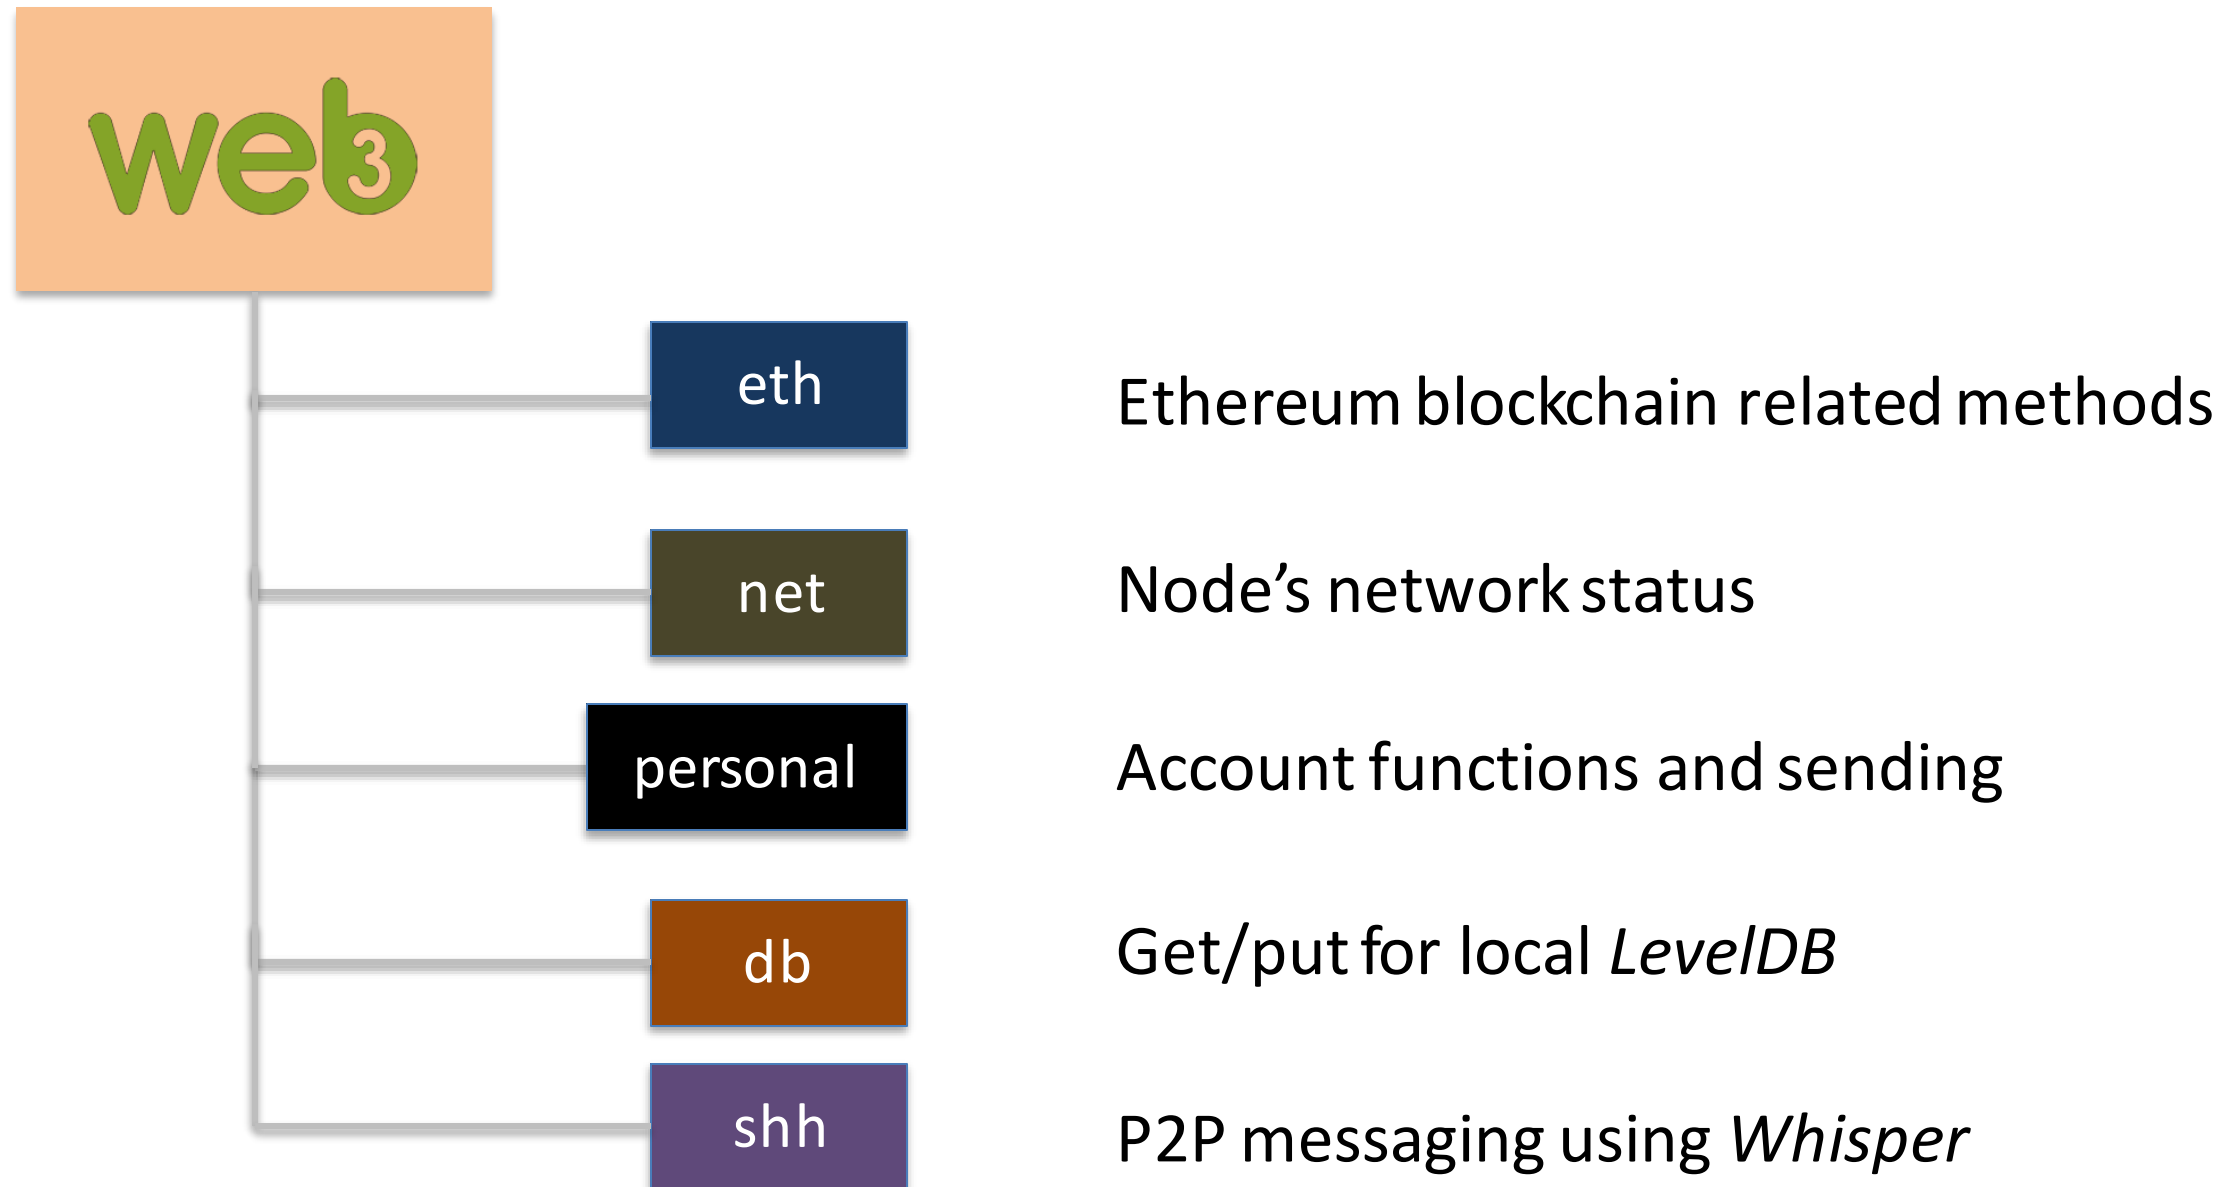 web3
eth
Ethereum blockchain related methods
net
Node’s network status
personal
Account functions and sending
db
Get/put for local LevelDB
shh
P2P messaging using Whisper